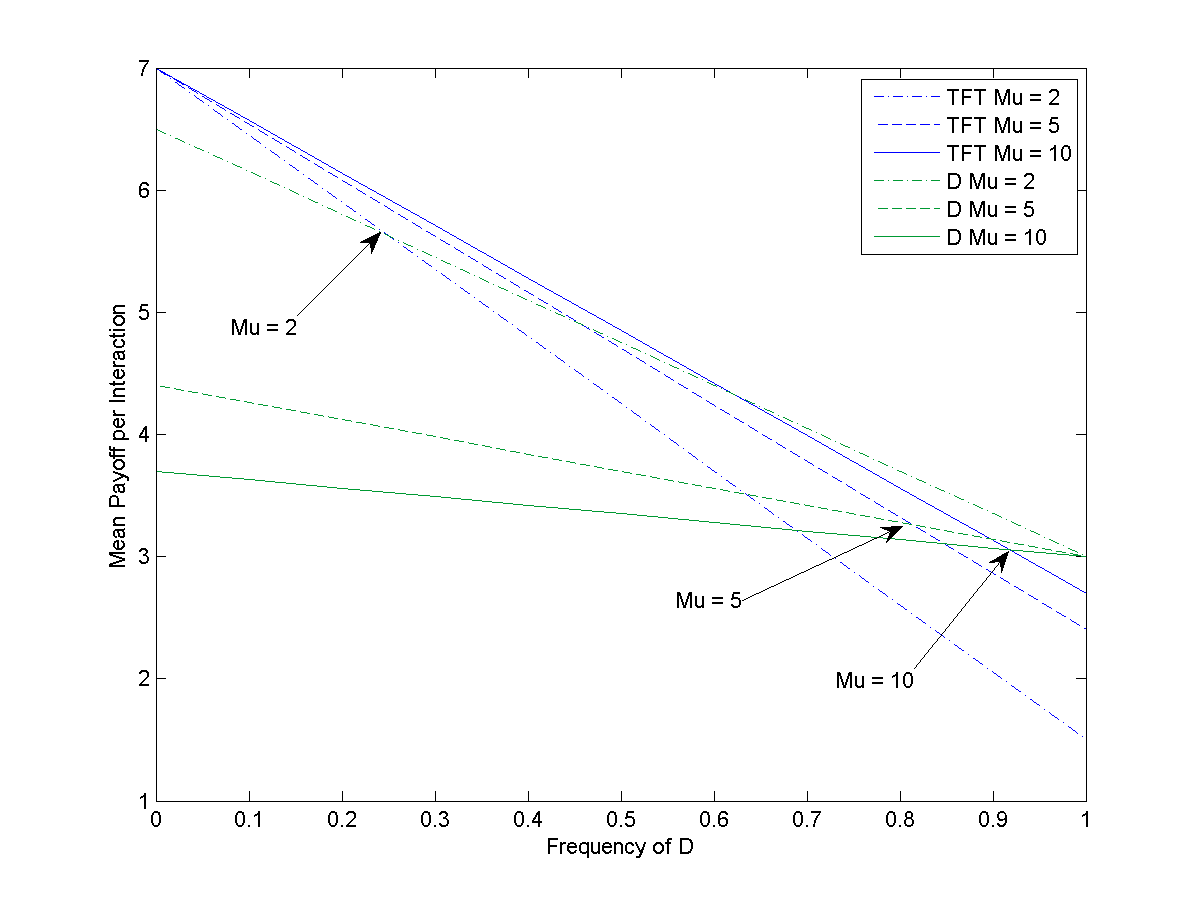 7
6
5
4
3
2
1
Mean Payoff per Interaction
TFT Mu = 2
TFT Mu = 5
TFT Mu = 10
D Mu = 2
D Mu = 5
D Mu = 10
Mu = 2
Mu = 5
Mu = 10
0 0.1 0.2 0.3 0.4 0.5 0.6 0.7 0.8 0.9 1
Frequency of D